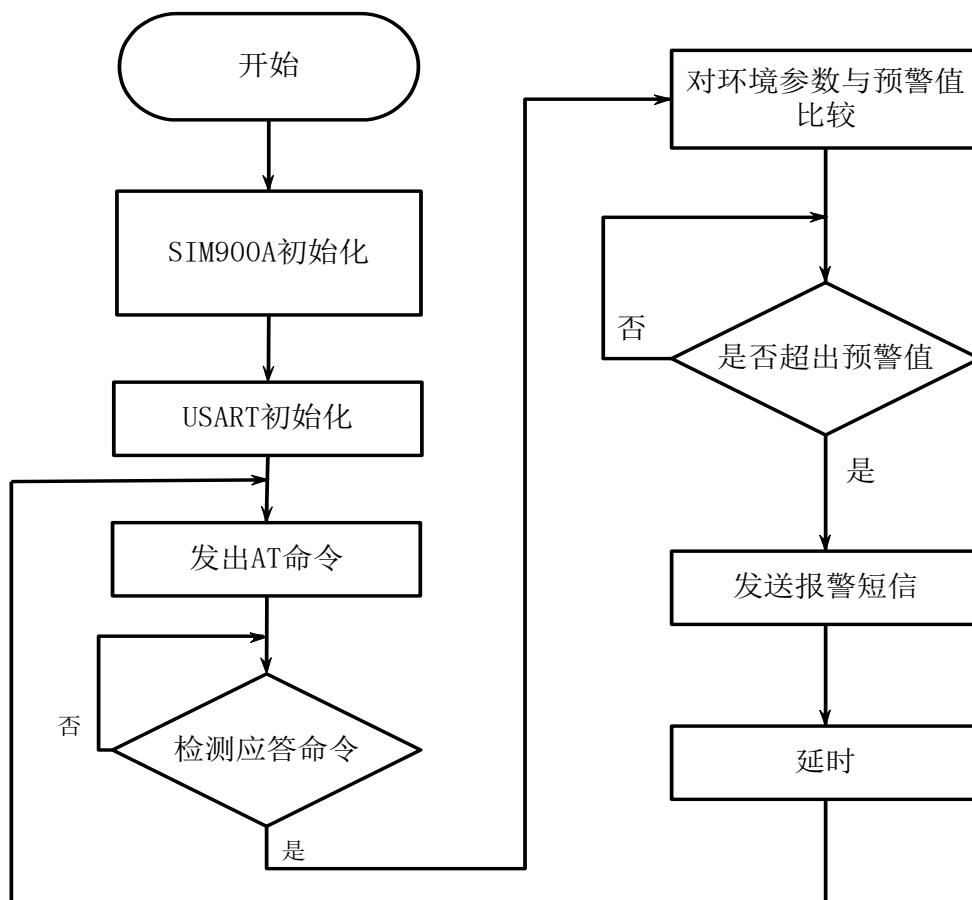 开始
SIM900A初始化
USART初始化
发出AT命令
否
检测应答命令
是
对环境参数与预警值
比较
否
是否超出预警值
是
发送报警短信
延时